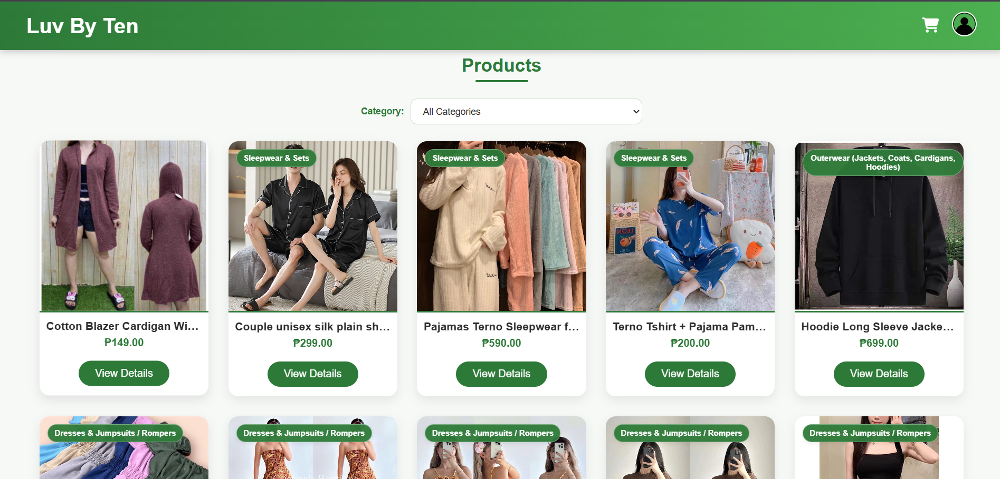 Luv By Ten
Products
Category:
All Categories
Sleepwear & Sets
Sleepwear & Sets
Sleepwear & Sets
Outerwear (Jackets, Coats, Cardigans,
Hoodies)
LEON
Cotton Blazer Cardigan Wi...
₱149.00
View Details
Couple unisex silk plain sh...
₱299.00
View Details
Pajamas Terno Sleepwear f...
₱590.00
View Details
Terno Tshirt + Pajama Pam...
₱200.00
View Details
Hoodie Long Sleeve Jacke...
₱699.00
View Details
Dresses & Jumpsuits / Rompers
Dresses & Jumpsuits / Rompers
Dresses & Jumpsuits / Rompers
Dresses & Jumpsuits / Rompers
Dresses & Jumpsuits / Rompers